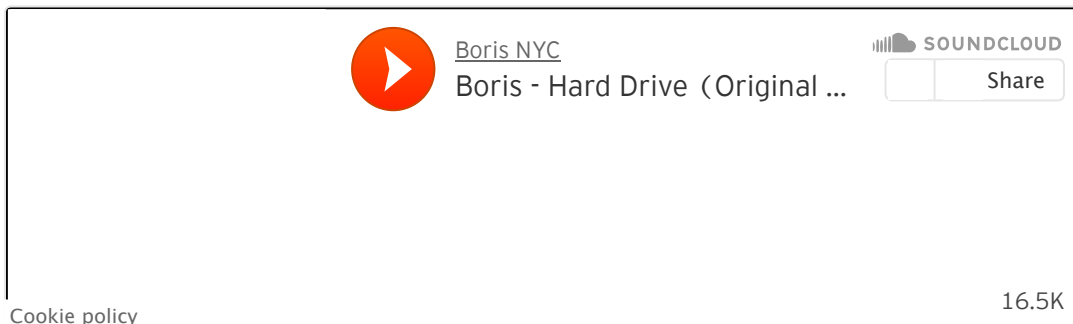 Boris NYC
SOUNDCLOUD
Boris - Hard Drive (Original ...
Share
16.5K
Cookie policy